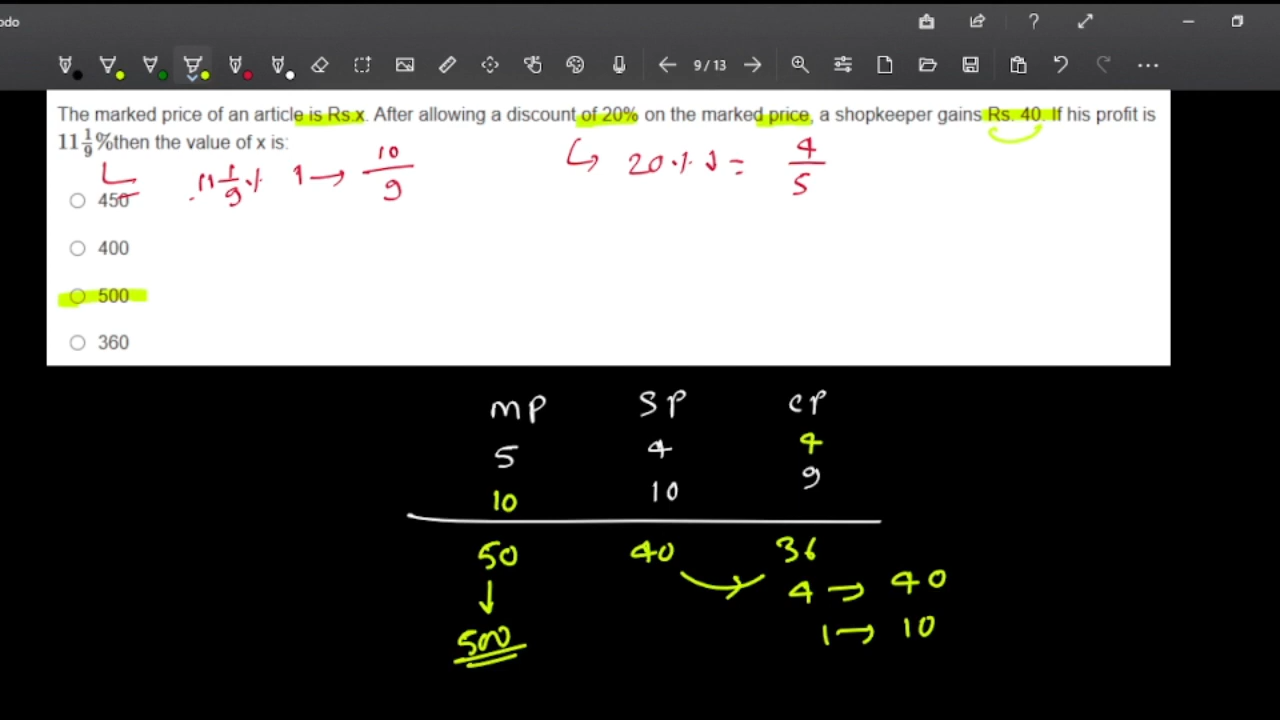 odo
9 / 13
The marked price of an article is Rs.x. After allowing a discount of 20% on the marked price, a shopkeeper gains Rs. 40. If his profit is
11 1/9 %then the value of x is:
11 1/9 % ↑ → 10/9
↳ 20 % ↓ = 4/5
450
400
500
360
MP SP CP
5 4 4
10 10 9
50 40 36
↓ 4 → 40
500 1 → 10